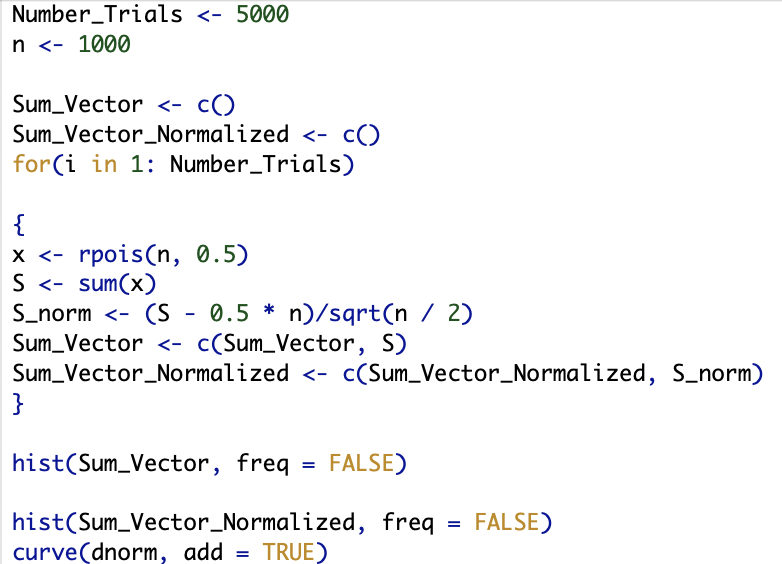 Number_Trials <- 5000
n <- 1000
Sum_Vector <- c()
Sum_Vector_Normalized <- c()
for(i in 1: Number_Trials)
{
x <- rpois(n, 0.5)
S <- sum(x)
S_norm <- (S - 0.5 * n)/sqrt(n / 2)
Sum_Vector <- c(Sum_Vector, S)
Sum_Vector_Normalized <- c(Sum_Vector_Normalized, S_norm)
}
hist(Sum_Vector, freq = FALSE)
hist(Sum_Vector_Normalized, freq = FALSE)
curve(dnorm, add = TRUE)